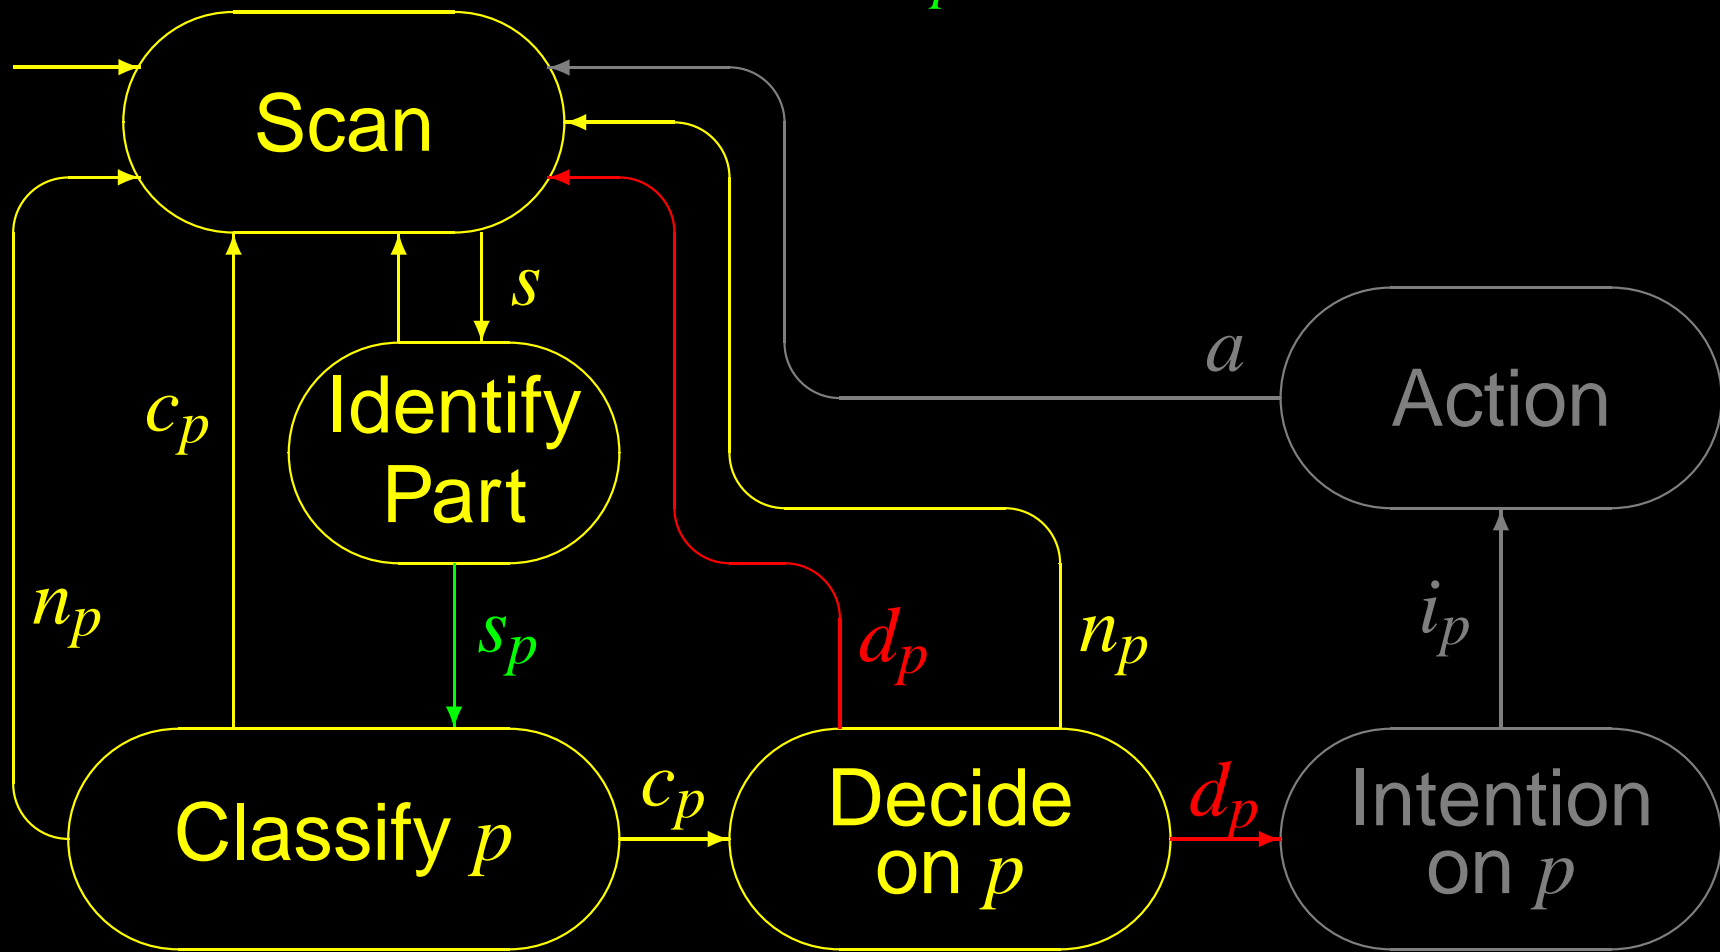 p
Scan
s
Identify
Part
a
Action
c_p
n_p
s_p
d_p
n_p
i_p
Classify p
c_p
Decide
on p
d_p
Intention
on p